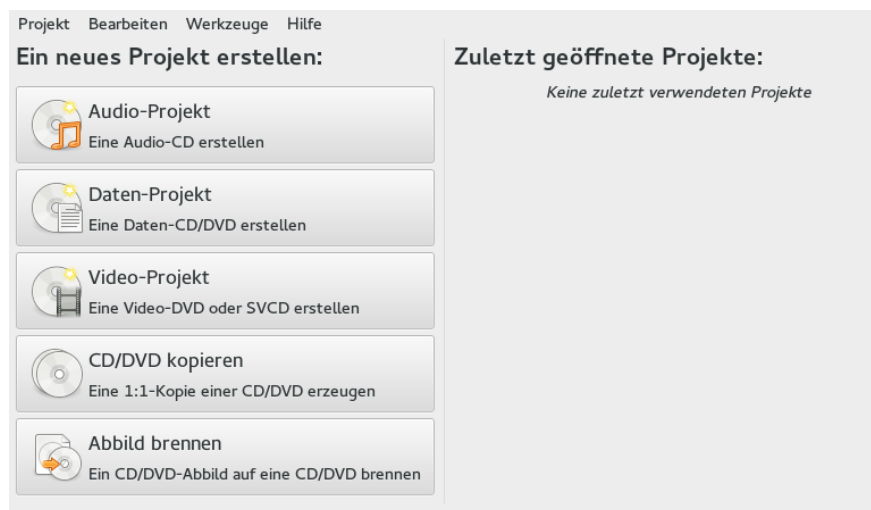 Projekt Bearbeiten Werkzeuge Hilfe
Ein neues Projekt erstellen:
Audio-Projekt
Eine Audio-CD erstellen
Daten-Projekt
Eine Daten-CD/DVD erstellen
Video-Projekt
Eine Video-DVD oder SVCD erstellen
CD/DVD kopieren
Eine 1:1-Kopie einer CD/DVD erzeugen
Abbild brennen
Ein CD/DVD-Abbild auf eine CD/DVD brennen
Zuletzt geöffnete Projekte:
Keine zuletzt verwendeten Projekte